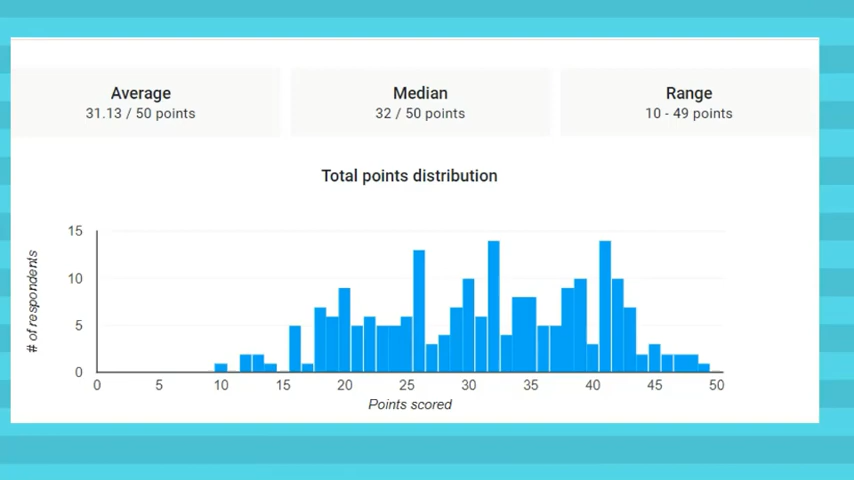 Average
31.13 / 50 points
Median
32 / 50 points
Range
10 - 49 points
Total points distribution
# of respondents
15
10
5
0
0 5 10 15 20 25 30 35 40 45 50
Points scored